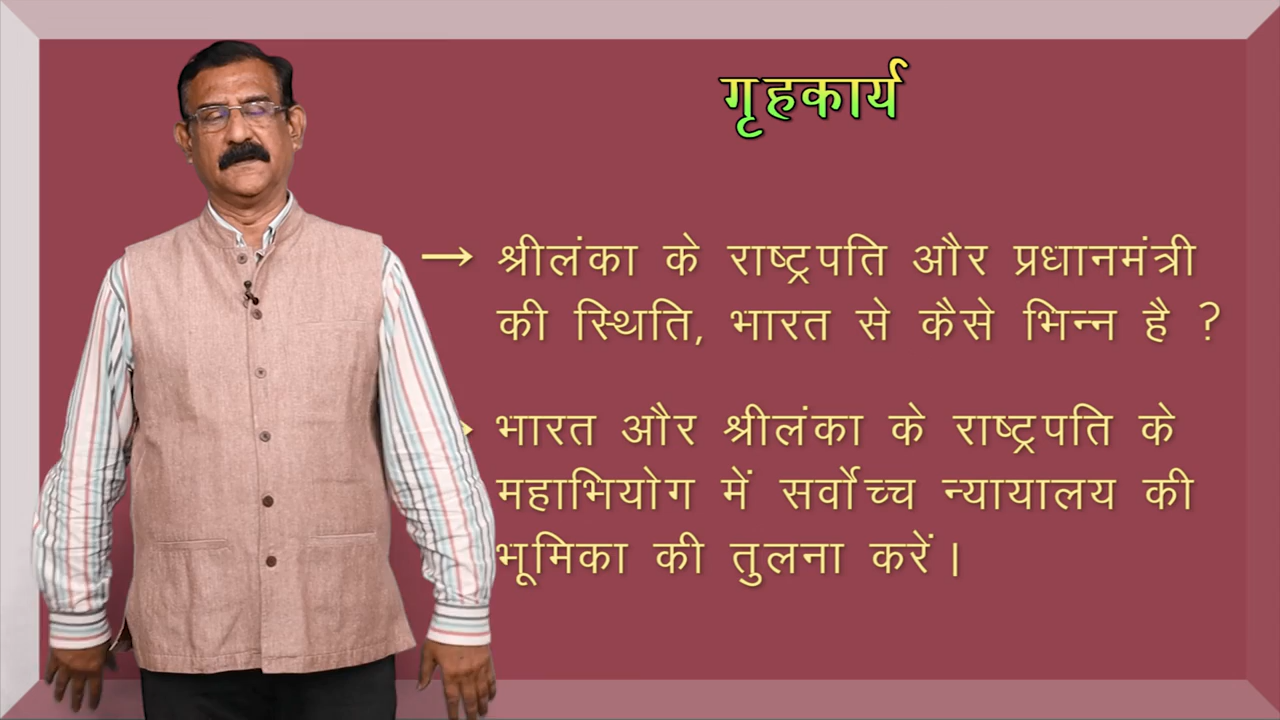 गृहकार्य
→ श्रीलंका के राष्ट्रपति और प्रधानमंत्री
की स्थिति, भारत से कैसे भिन्न है ?
भारत और श्रीलंका के राष्ट्रपति के
महाभियोग में सर्वोच्च न्यायालय की
भूमिका की तुलना करें।